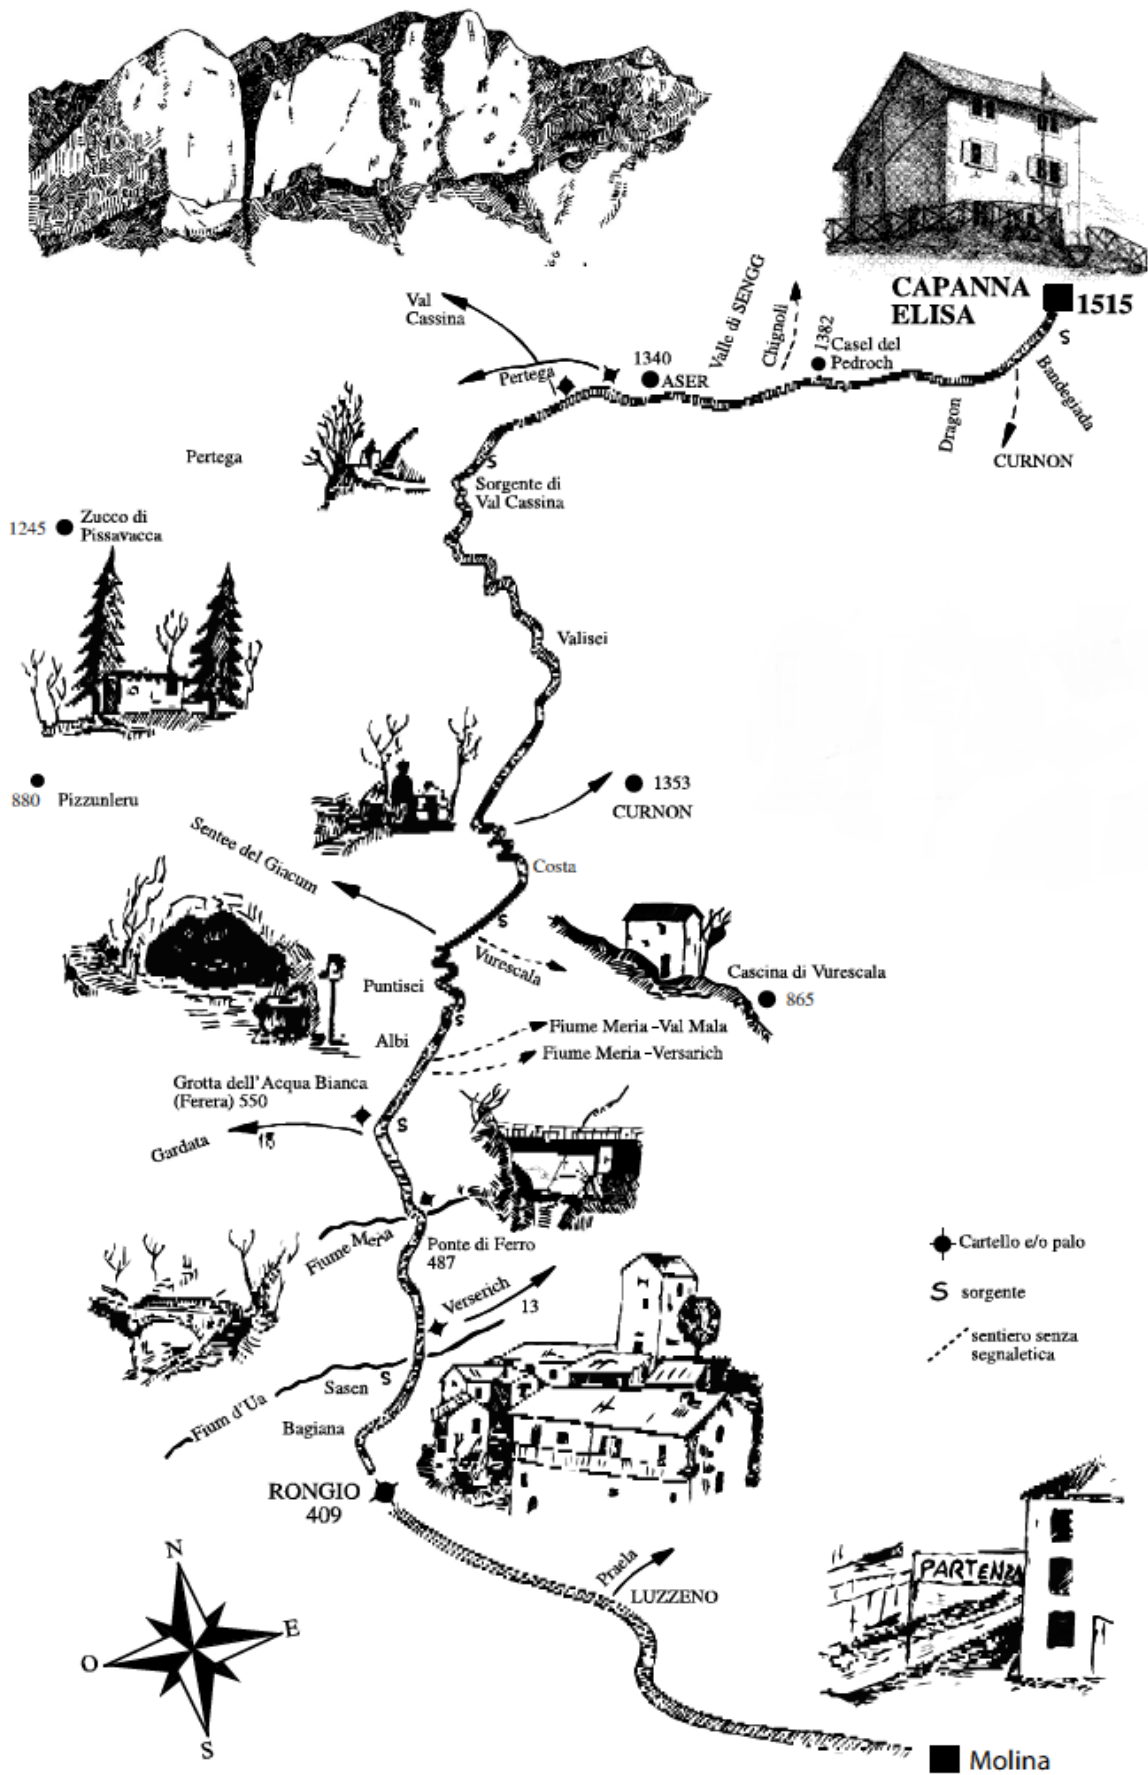 CAPANNA
ELISA
1515
S
Bandegiada
Dragon
CURNON
1382
Casel del
Pedroch
Chignoli
Valle di SENGG
1340
ASER
Val
Cassina
Pertega
S
Sorgente di
Val Cassina
Pertega
1245
Zucco di
Pissavacca
Valisei
880
Pizzunleru
1353
CURNON
Costa
Sentee del Giacum
S
Vurescala
Cascina di Vurescala
865
Puntisei
S
Albi
Fiume Meria -Val Mala
Fiume Meria -Versarich
Grotta dell'Acqua Bianca
(Ferera) 550
S
Gardata
18
Fiume Meria
Ponte di Ferro
487
Verserich
13
Cartello e/o palo
S sorgente
sentiero senza
segnaletica
Sasen
S
Fium d'Ua
Bagiana
RONGIO
409
PARTENZA
Praela
LUZZENO
N
E
O
S
Molina